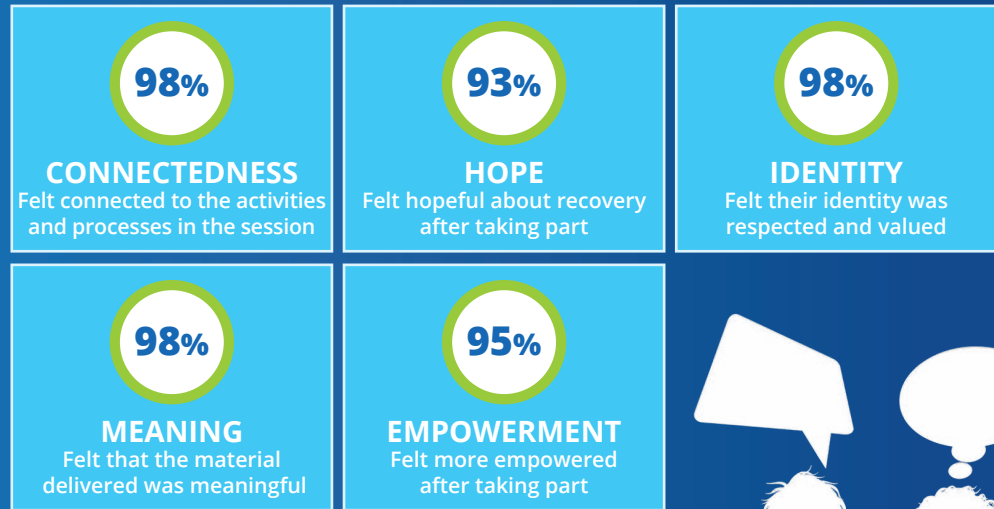 98%
CONNECTEDNESS
Felt connected to the activities
and processes in the session
93%
HOPE
Felt hopeful about recovery
after taking part
98%
IDENTITY
Felt their identity was
respected and valued
98%
MEANING
Felt that the material
delivered was meaningful
95%
EMPOWERMENT
Felt more empowered
after taking part